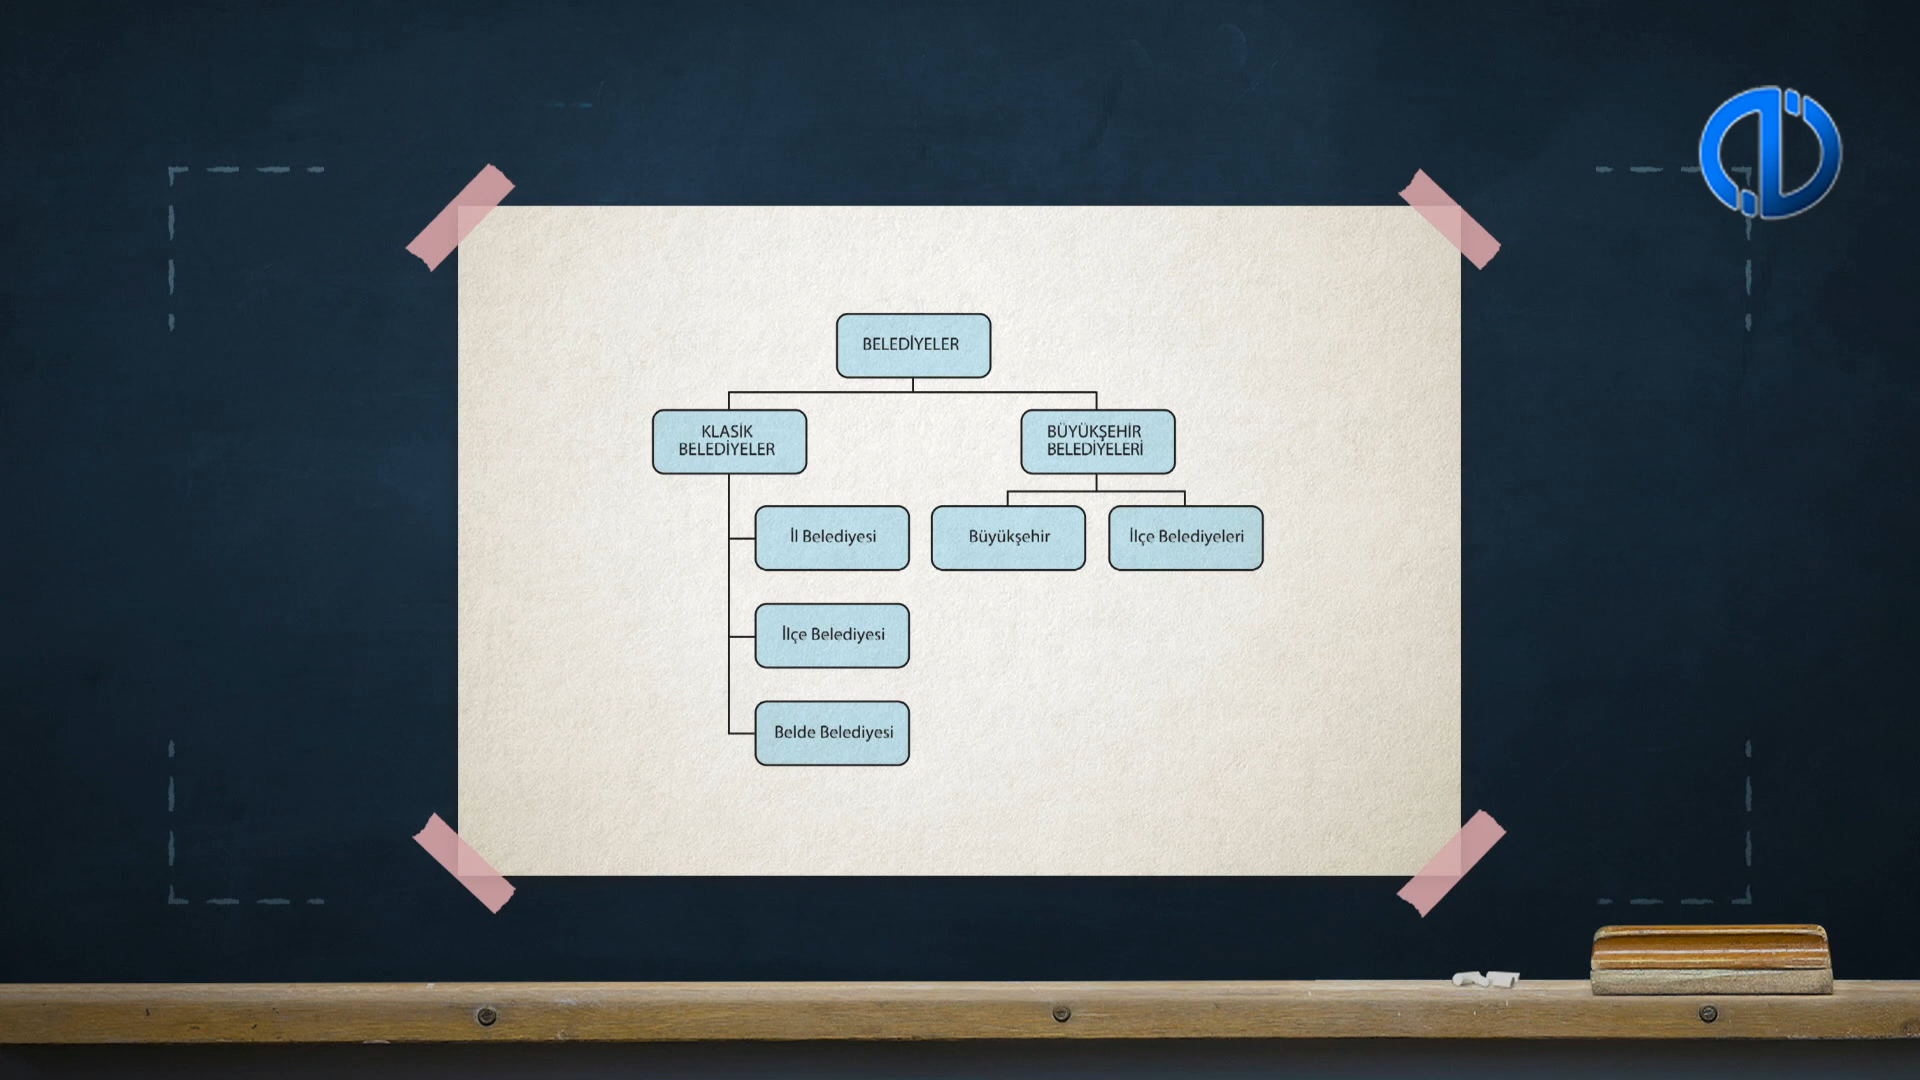 BELEDİYELER
KLASİK
BELEDİYELER
BÜYÜKŞEHİR
BELEDİYELERİ
İl Belediyesi
Büyükşehir
İlçe Belediyeleri
İlçe Belediyesi
Belde Belediyesi